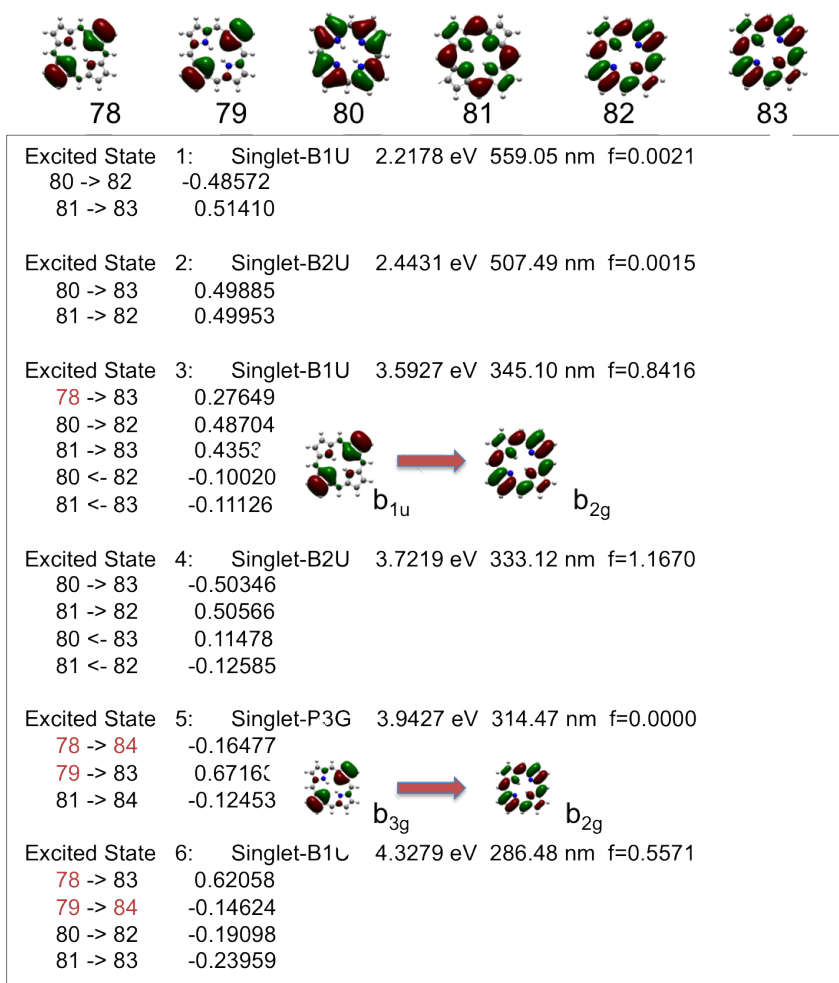 78 79 80 81 82 83
Excited State 1: Singlet-B1U 2.2178 eV 559.05 nm f=0.0021
80 -> 82 -0.48572
81 -> 83 0.51410
Excited State 2: Singlet-B2U 2.4431 eV 507.49 nm f=0.0015
80 -> 83 0.49885
81 -> 82 0.49953
Excited State 3: Singlet-B1U 3.5927 eV 345.10 nm f=0.8416
78 -> 83 0.27649
80 -> 82 0.48704
81 -> 83 0.4353
80 <- 82 -0.10020
81 <- 83 -0.11126
b1u b2g
Excited State 4: Singlet-B2U 3.7219 eV 333.12 nm f=1.1670
80 -> 83 -0.50346
81 -> 82 0.50566
80 <- 83 0.11478
81 <- 82 -0.12585
Excited State 5: Singlet-P3G 3.9427 eV 314.47 nm f=0.0000
78 -> 84 -0.16477
79 -> 83 0.6716
81 -> 84 -0.12453
b3g b2g
Excited State 6: Singlet-B1U 4.3279 eV 286.48 nm f=0.5571
78 -> 83 0.62058
79 -> 84 -0.14624
80 -> 82 -0.19098
81 -> 83 -0.23959